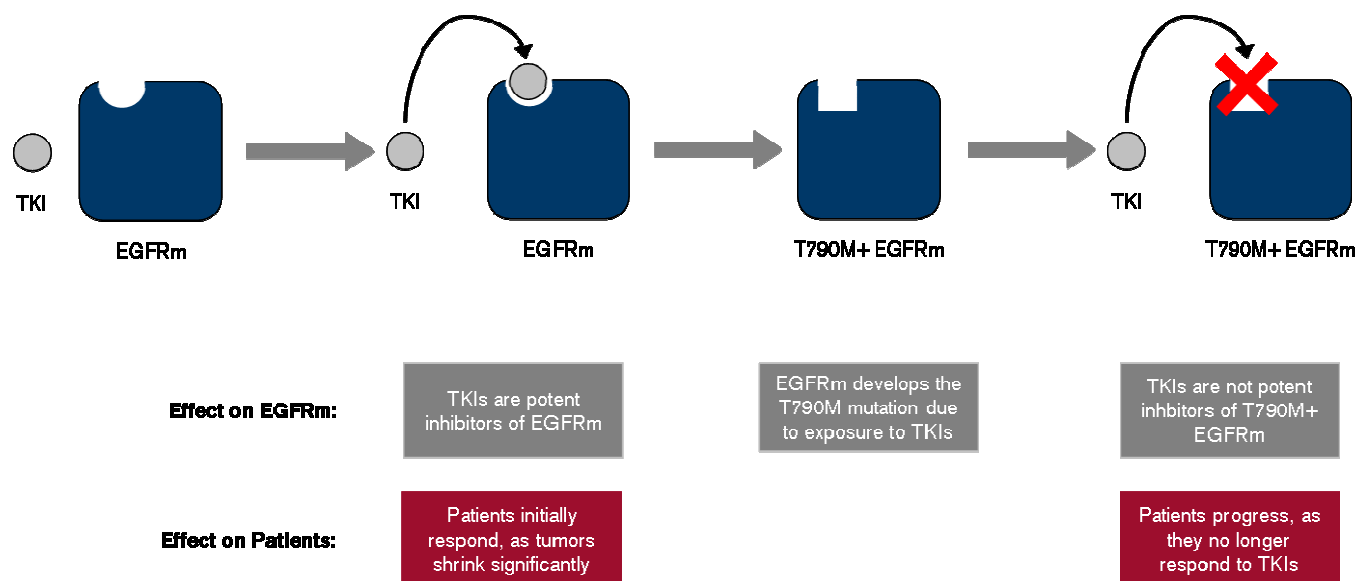 TKI
EGFRm
TKI
EGFRm
T790M+ EGFRm
TKI
T790M+ EGFRm
Effect on EGFRm:
TKIs are potent
inhibitors of EGFRm
EGFRm develops the
T790M mutation due
to exposure to TKIs
TKIs are not potent
inhbitors of T790M+
EGFRm
Effect on Patients:
Patients initially
respond, as tumors
shrink significantly
Patients progress, as
they no longer
respond to TKIs